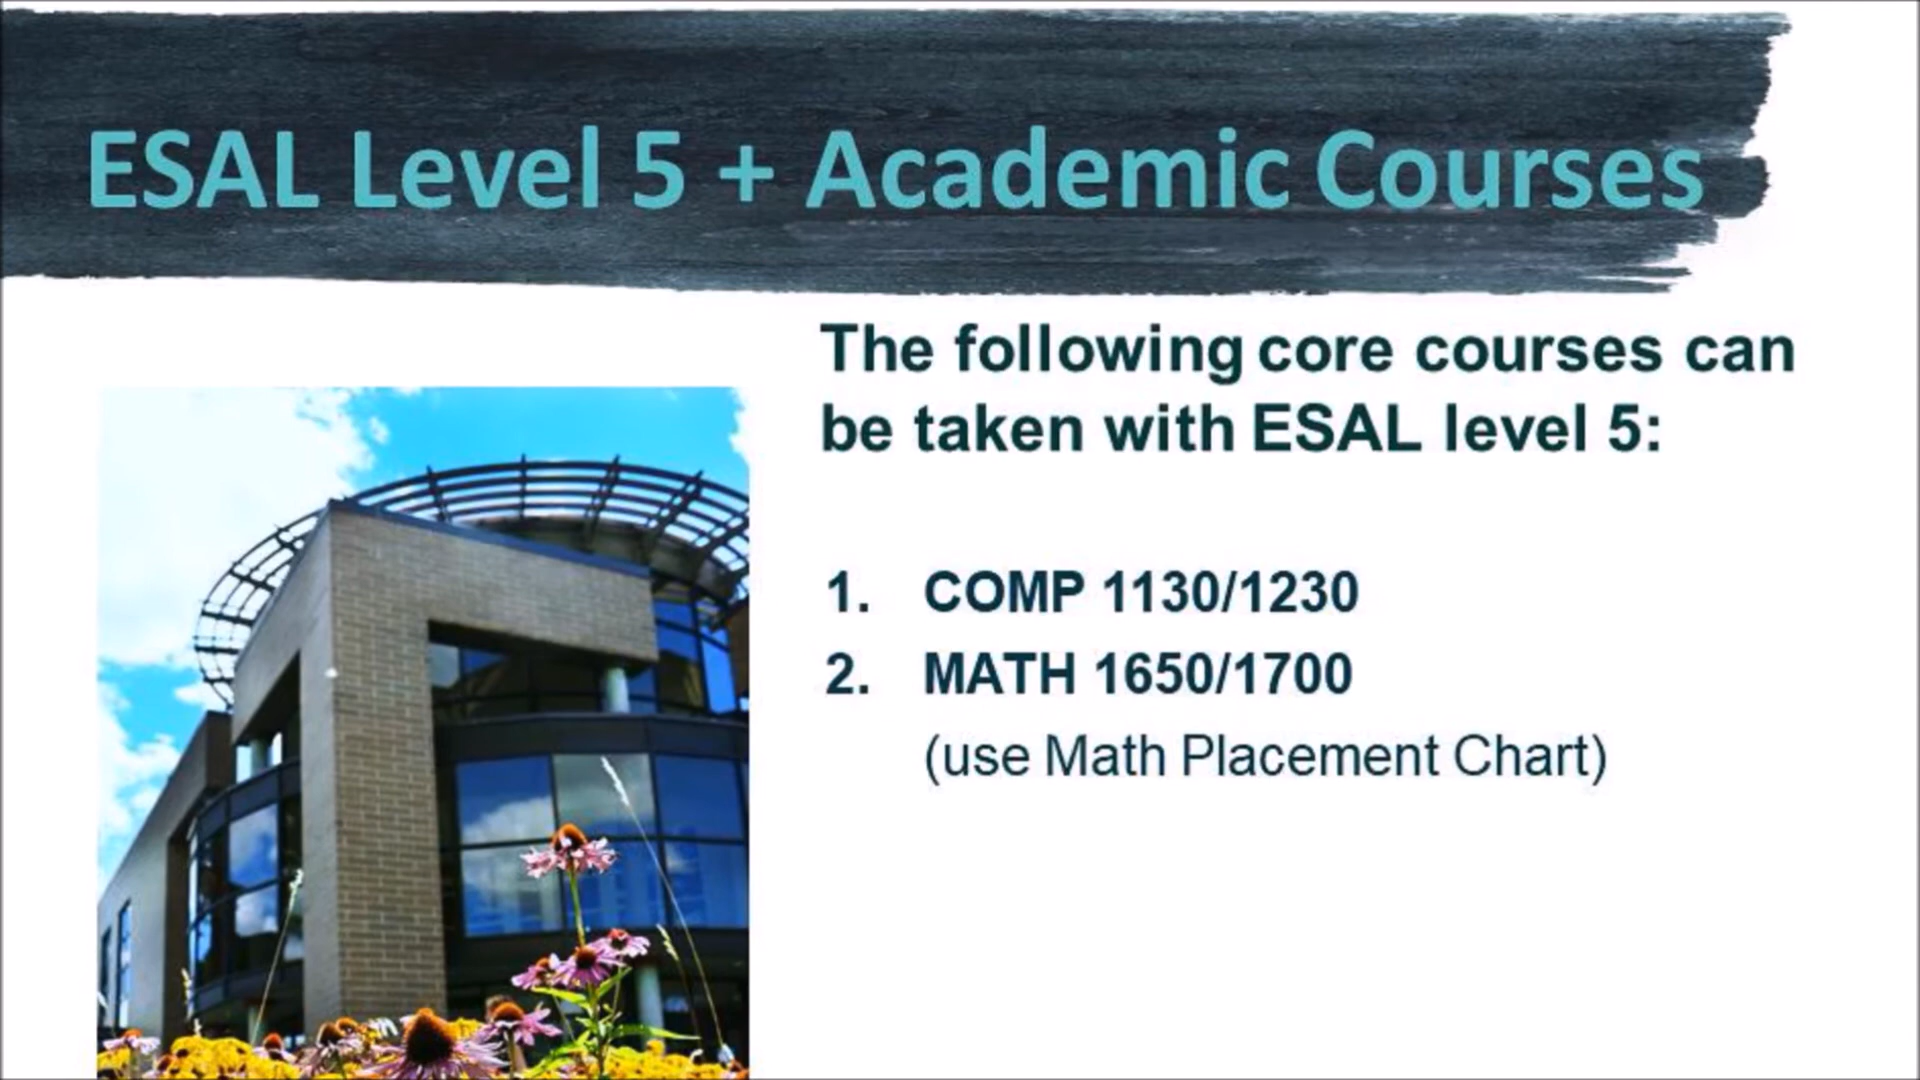 ESAL Level 5 + Academic Courses
The following core courses can
be taken with ESAL level 5:
1. COMP 1130/1230
2. MATH 1650/1700
(use Math Placement Chart)